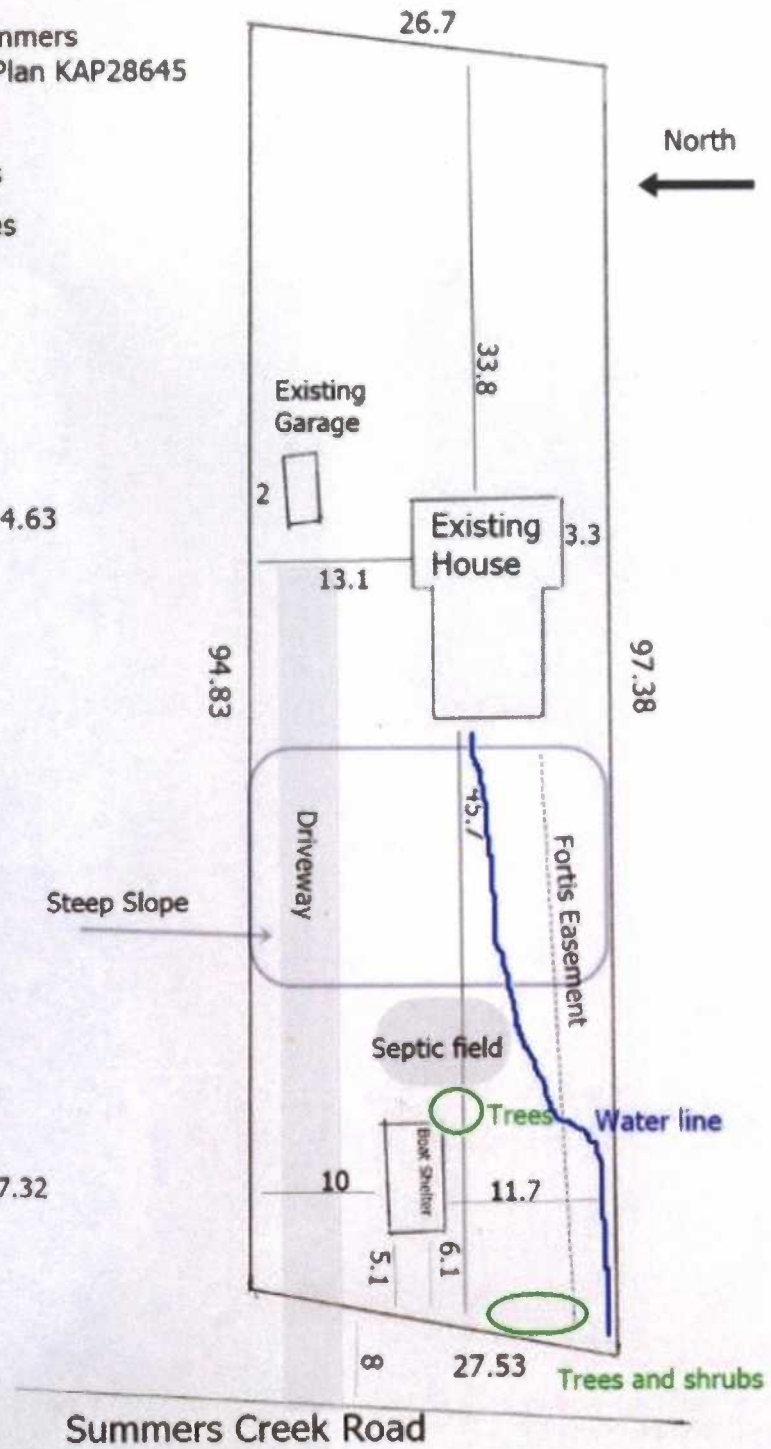 26.7
Plan KAP28645
North
33.8
Existing
Garage
2
4.63
Existing
House
3.3
13.1
94.83
97.38
45.7
Driveway
Fortis Easement
Steep Slope
Septic field
Trees
Water line
Boat Shelter
7.32
10
11.7
5.1
6.1
8
27.53
Trees and shrubs
Summers Creek Road